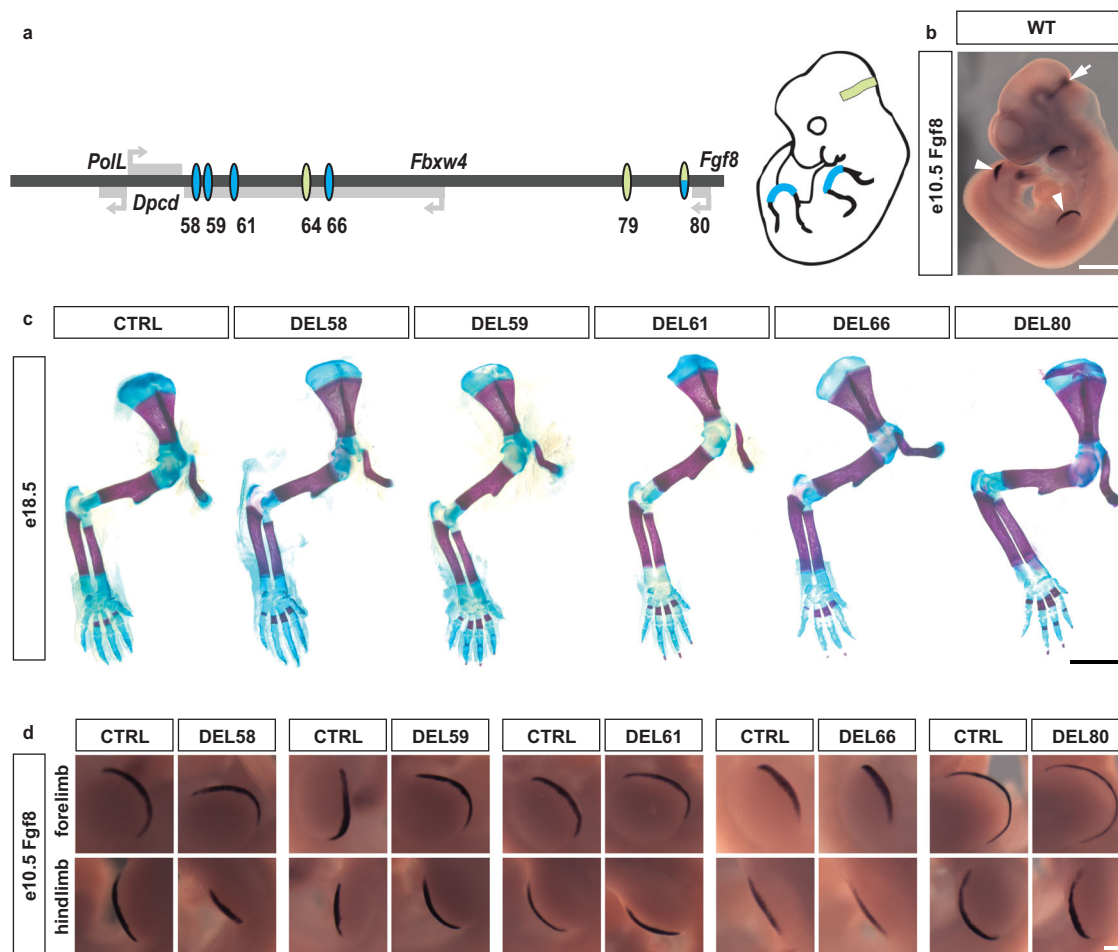 a
PolL
Dpcd
Fbxw4
Fgf8
58 59 61 64 66 79 80
b
WT
e10.5 Fgf8
c
CTRL DEL58 DEL59 DEL61 DEL66 DEL80
e18.5
d
CTRL DEL58 CTRL DEL59 CTRL DEL61 CTRL DEL66 CTRL DEL80
e10.5 Fgf8
forelimb
hindlimb